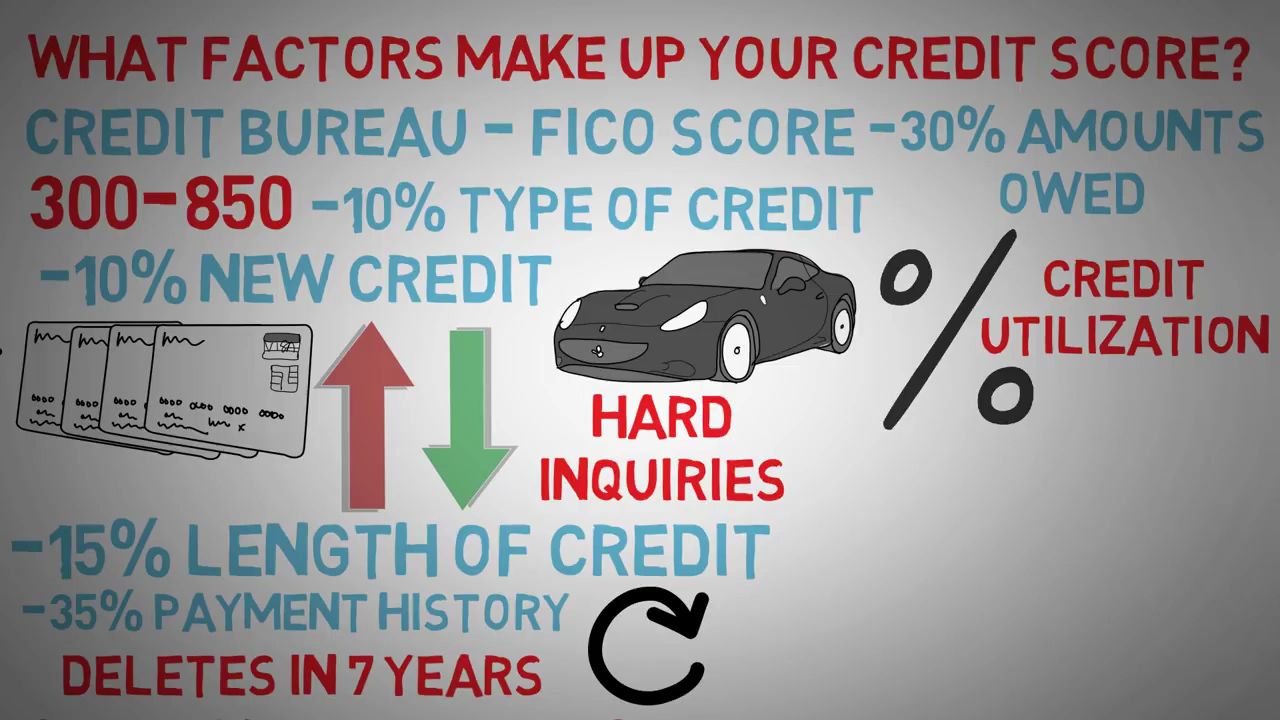 WHAT FACTORS MAKE UP YOUR CREDIT SCORE?
CREDIT BUREAU - FICO SCORE -30% AMOUNTS
OWED
300-850 -10% TYPE OF CREDIT
-10% NEW CREDIT
CREDIT
UTILIZATION
VISA
HARD
INQUIRIES
-15% LENGTH OF CREDIT
-35% PAYMENT HISTORY
DELETES IN 7 YEARS